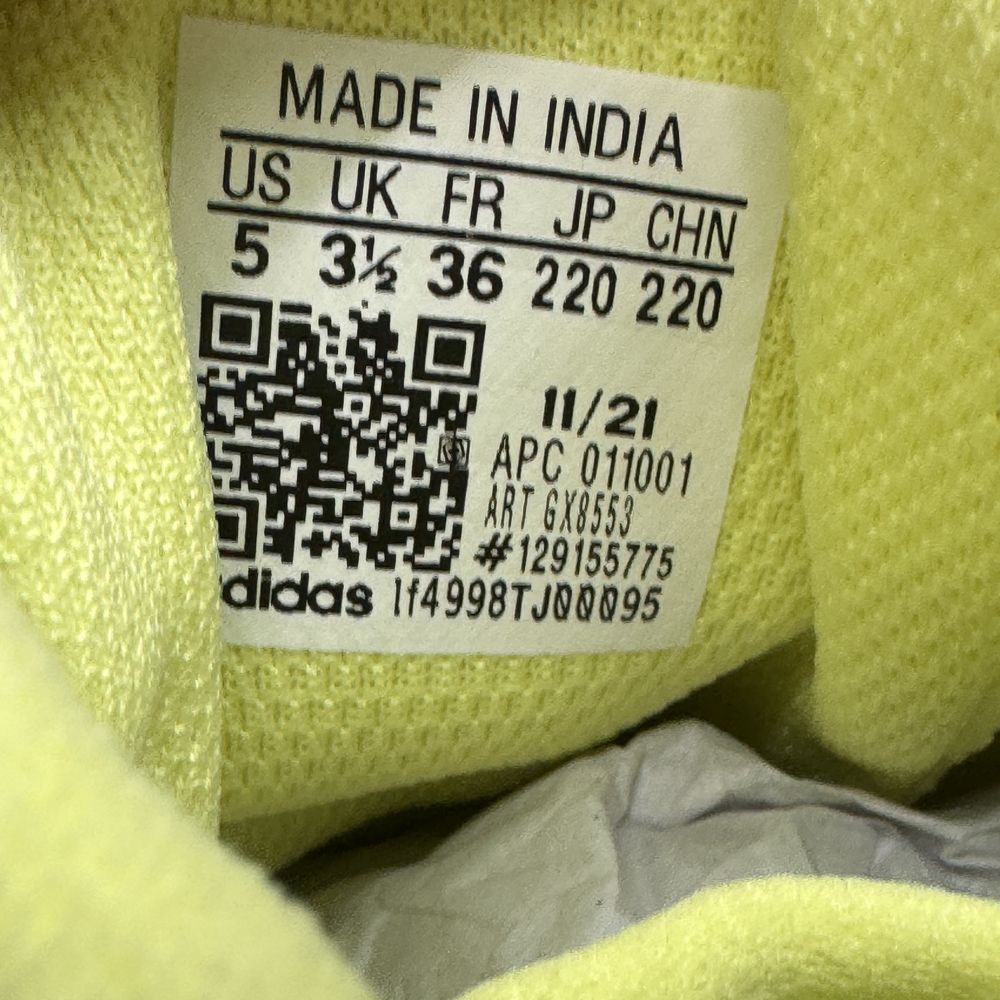 MADE IN INDIA
US UK FR JP CHN
5 3½ 36 220 220
11/21
APC 011001
ART GX8553
#129155775
adidas 1f4998TJ00095